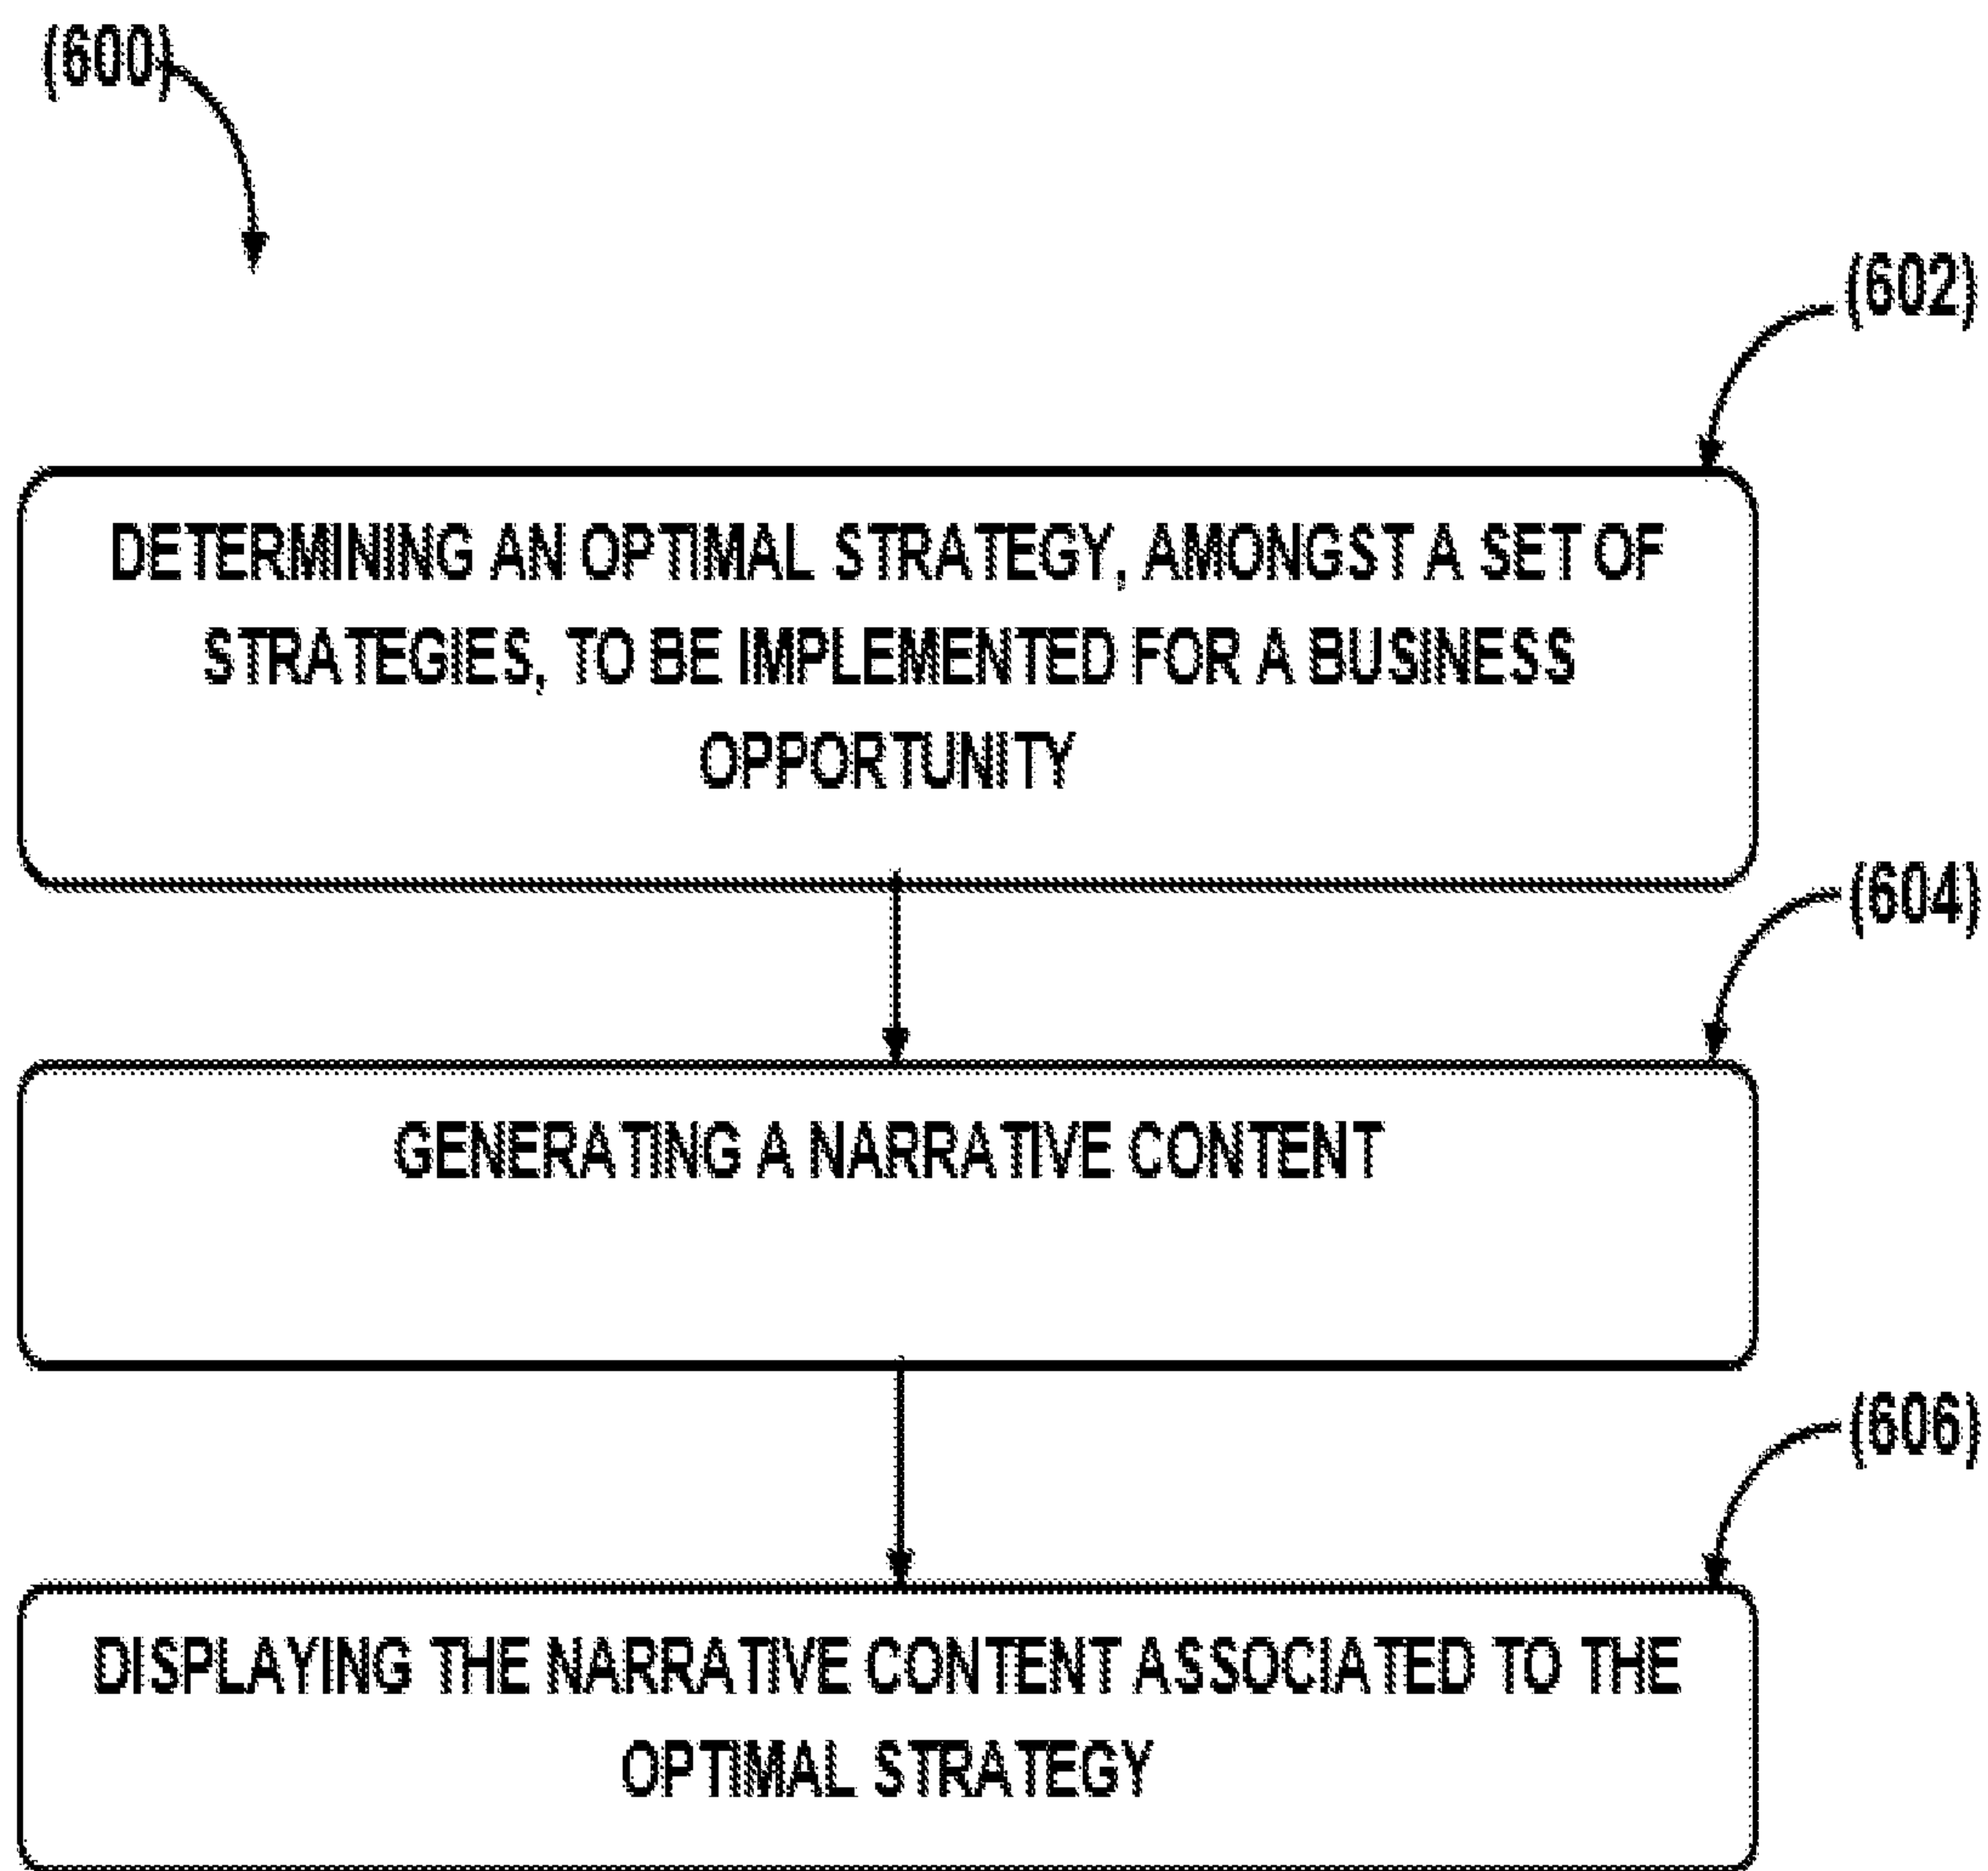 (600)
(602)
DETERMINING AN OPTIMAL STRATEGY, AMONGST A SET OF
STRATEGIES, TO BE IMPLEMENTED FOR A BUSINESS
OPPORTUNITY
(604)
GENERATING A NARRATIVE CONTENT
(606)
DISPLAYING THE NARRATIVE CONTENT ASSOCIATED TO THE
OPTIMAL STRATEGY